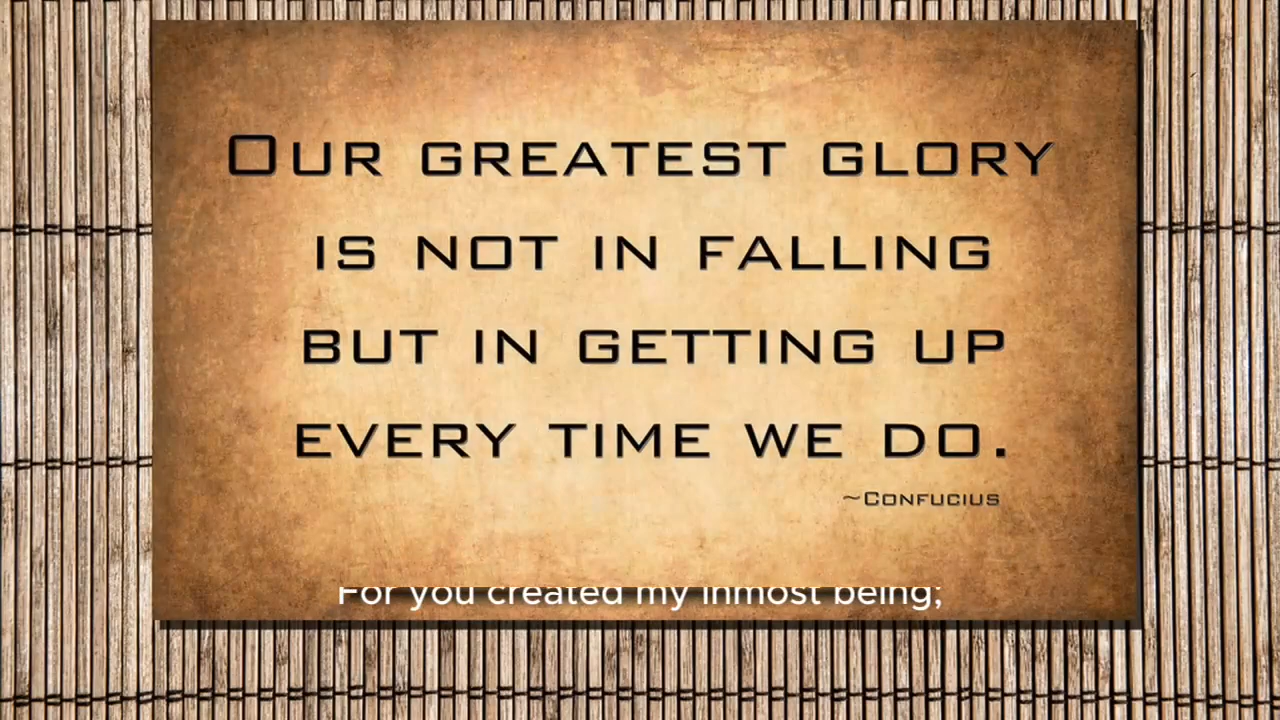 Our greatest glory
is not in falling
but in getting up
every time we do.
~Confucius
For you created my inmost being;